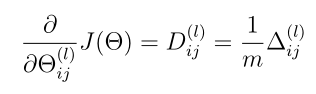 ∂/∂Θ_{ij}^{(l)} J(Θ) = D_{ij}^{(l)} = 1/m Δ_{ij}^{(l)}